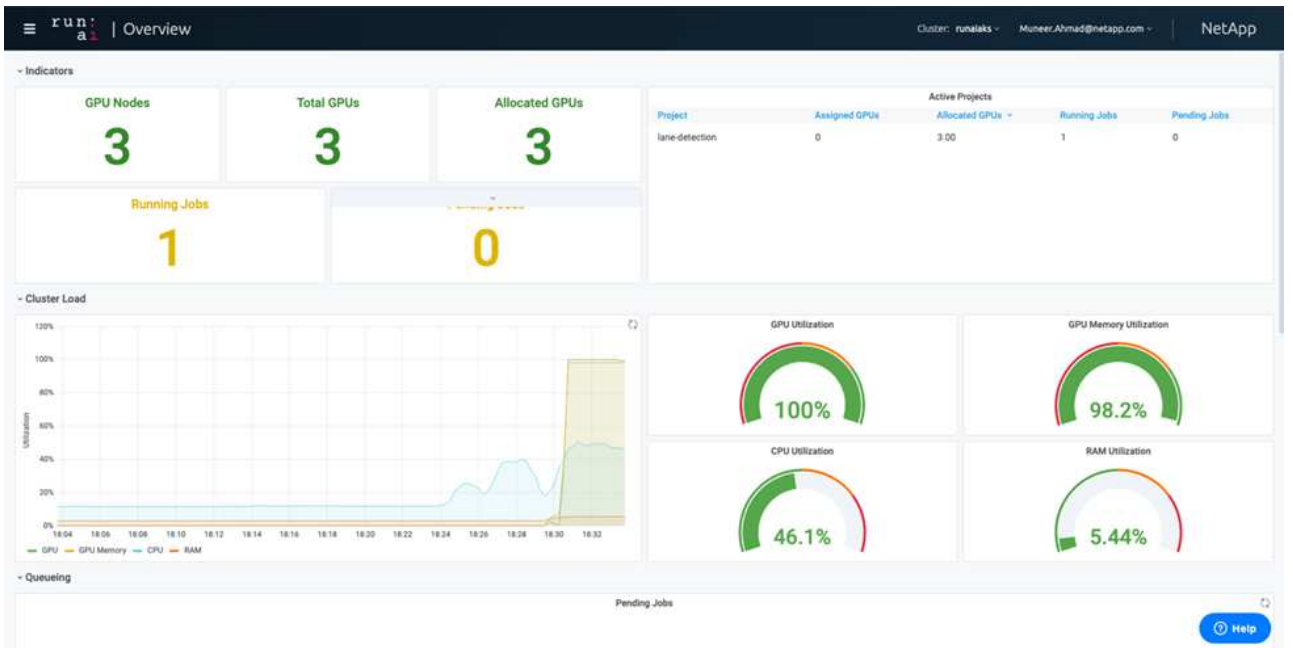 run: | Overview
ai
Cluster: runaiaks
Muneer.Ahmad@netapp.com
NetApp
Indicators
GPU Nodes
3
Total GPUs
3
Allocated GPUs
3
Running Jobs
1
Pending Jobs
0
Active Projects
Project Assigned GPUs Allocated GPUs Running Jobs Pending Jobs
lane-detection 0 3.00 1 0
Cluster Load
Utilization
120%
100%
80%
60%
40%
20%
0%
18:04 18:06 18:08 18:10 18:12 18:14 18:16 18:18 18:20 18:22 18:24 18:26 18:28 18:30 18:32
GPU GPU Memory CPU RAM
GPU Utilization
100%
GPU Memory Utilization
98.2%
CPU Utilization
46.1%
RAM Utilization
5.44%
Queueing
Pending Jobs
Help